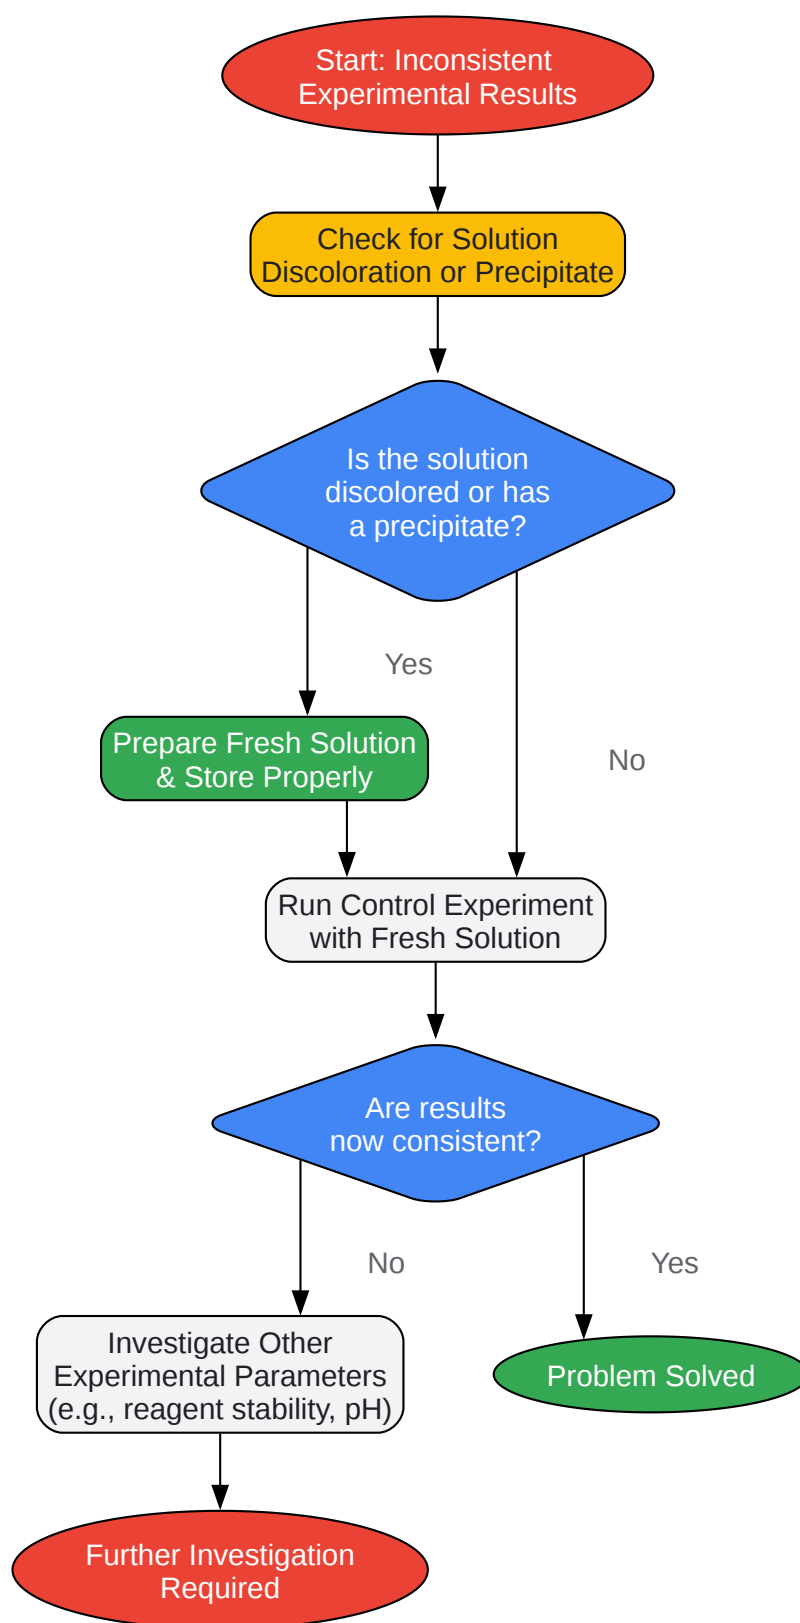 Start: Inconsistent
Experimental Results
Check for Solution
Discoloration or Precipitate
Is the solution
discolored or has
a precipitate?
Yes
Prepare Fresh Solution
& Store Properly
No
Run Control Experiment
with Fresh Solution
Are results
now consistent?
No
Yes
Investigate Other
Experimental Parameters
(e.g., reagent stability, pH)
Problem Solved
Further Investigation
Required